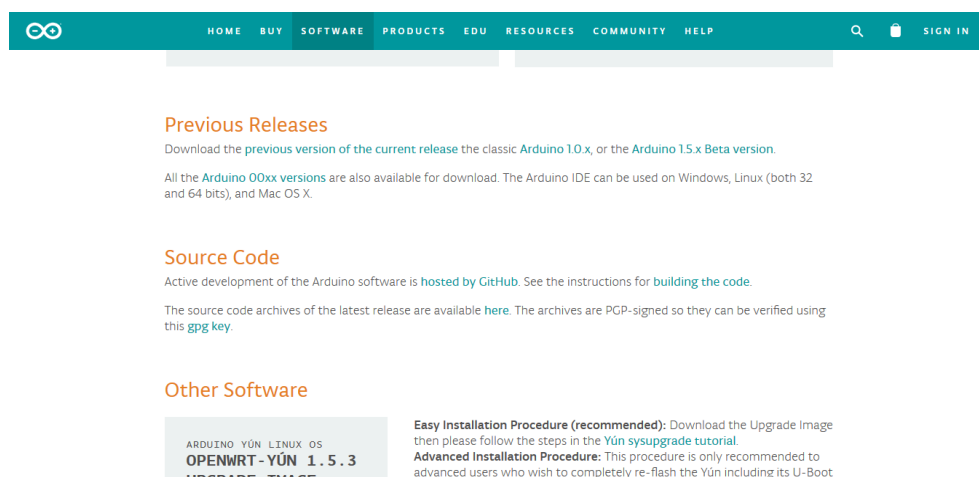 HOME BUY SOFTWARE PRODUCTS EDU RESOURCES COMMUNITY HELP SIGN IN
Previous Releases
Download the previous version of the current release the classic Arduino 1.0.x, or the Arduino 1.5.x Beta version.
All the Arduino 00xx versions are also available for download. The Arduino IDE can be used on Windows, Linux (both 32
and 64 bits), and Mac OS X.
Source Code
Active development of the Arduino software is hosted by GitHub. See the instructions for building the code.
The source code archives of the latest release are available here. The archives are PGP-signed so they can be verified using
this gpg key.
Other Software
ARDUINO YÚN LINUX OS
OPENWRT-YÚN 1.5.3
UPGRADE IMAGE
Easy Installation Procedure (recommended): Download the Upgrade Image
then please follow the steps in the Yún sysupgrade tutorial.
Advanced Installation Procedure: This procedure is only recommended to
advanced users who wish to completely re-flash the Yún including its U-Boot